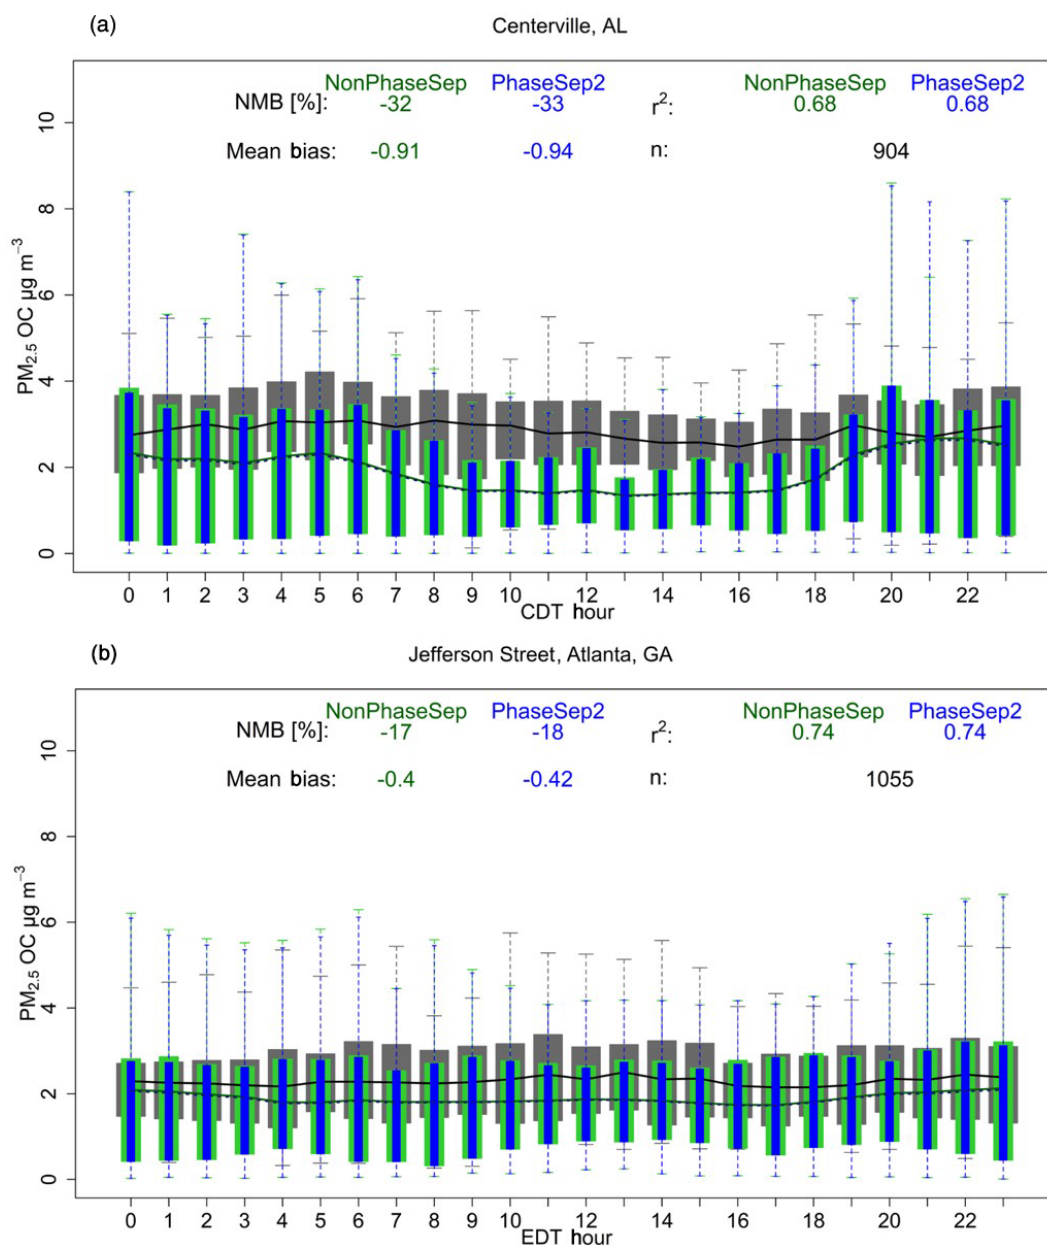 (a)
Centerville, AL
NonPhaseSep PhaseSep2 NonPhaseSep PhaseSep2
NMB [%]: -32 -33 r²: 0.68 0.68
Mean bias: -0.91 -0.94 n: 904
PM₂.₅ OC µg m⁻³
10
8
6
4
2
0
0 1 2 3 4 5 6 7 8 9 10 12 14 16 18 20 22
CDT hour
(b)
Jefferson Street, Atlanta, GA
NonPhaseSep PhaseSep2 NonPhaseSep PhaseSep2
NMB [%]: -17 -18 r²: 0.74 0.74
Mean bias: -0.4 -0.42 n: 1055
PM₂.₅ OC µg m⁻³
10
8
6
4
2
0
0 1 2 3 4 5 6 7 8 9 10 12 14 16 18 20 22
EDT hour